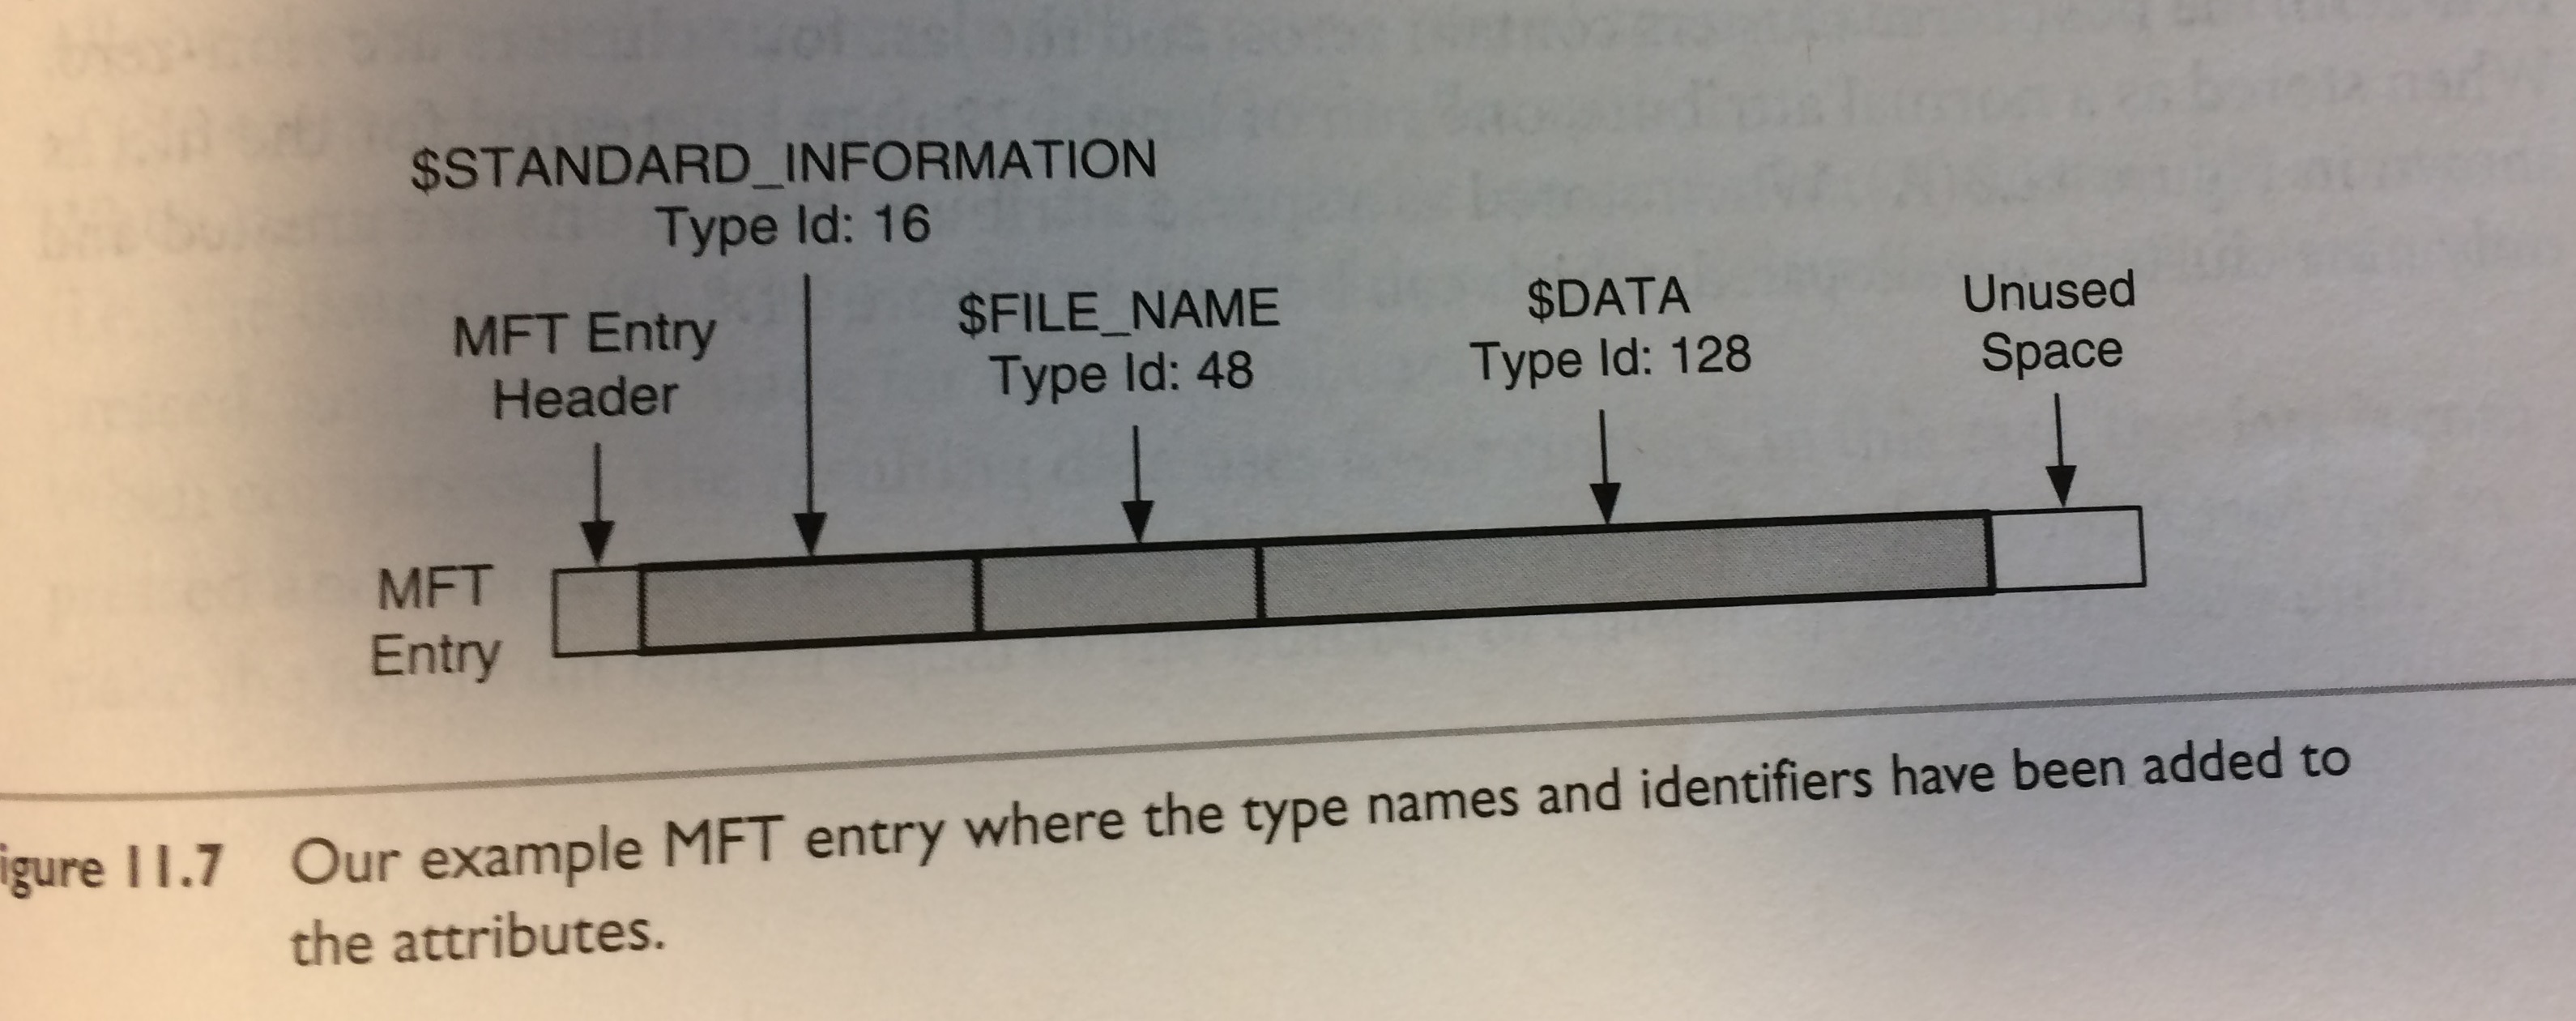 $STANDARD_INFORMATION
Type Id: 16
MFT Entry
Header
$FILE_NAME
Type Id: 48
$DATA
Type Id: 128
Unused
Space
MFT
Entry
igure 11.7 Our example MFT entry where the type names and identifiers have been added to
the attributes.